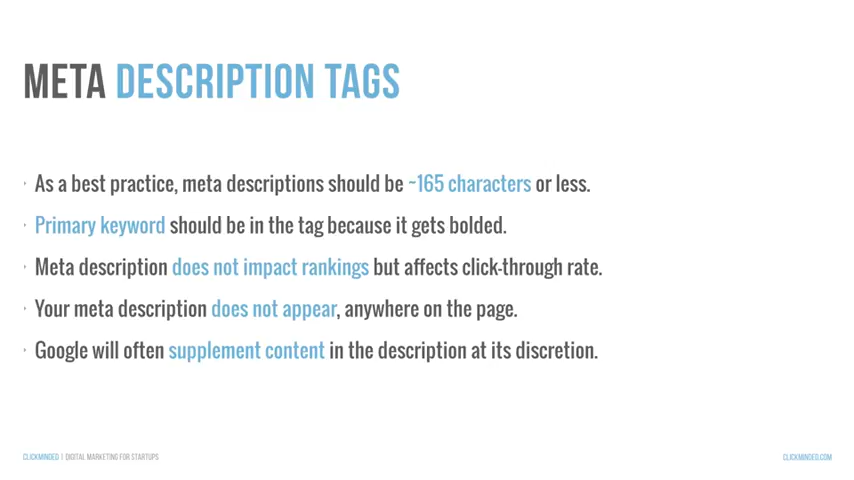 META DESCRIPTION TAGS
As a best practice, meta descriptions should be ~165 characters or less.
Primary keyword should be in the tag because it gets bolded.
Meta description does not impact rankings but affects click-through rate.
Your meta description does not appear, anywhere on the page.
Google will often supplement content in the description at its discretion.
CLICKMINDED | DIGITAL MARKETING FOR STARTUPS
CLICKMINDED.COM